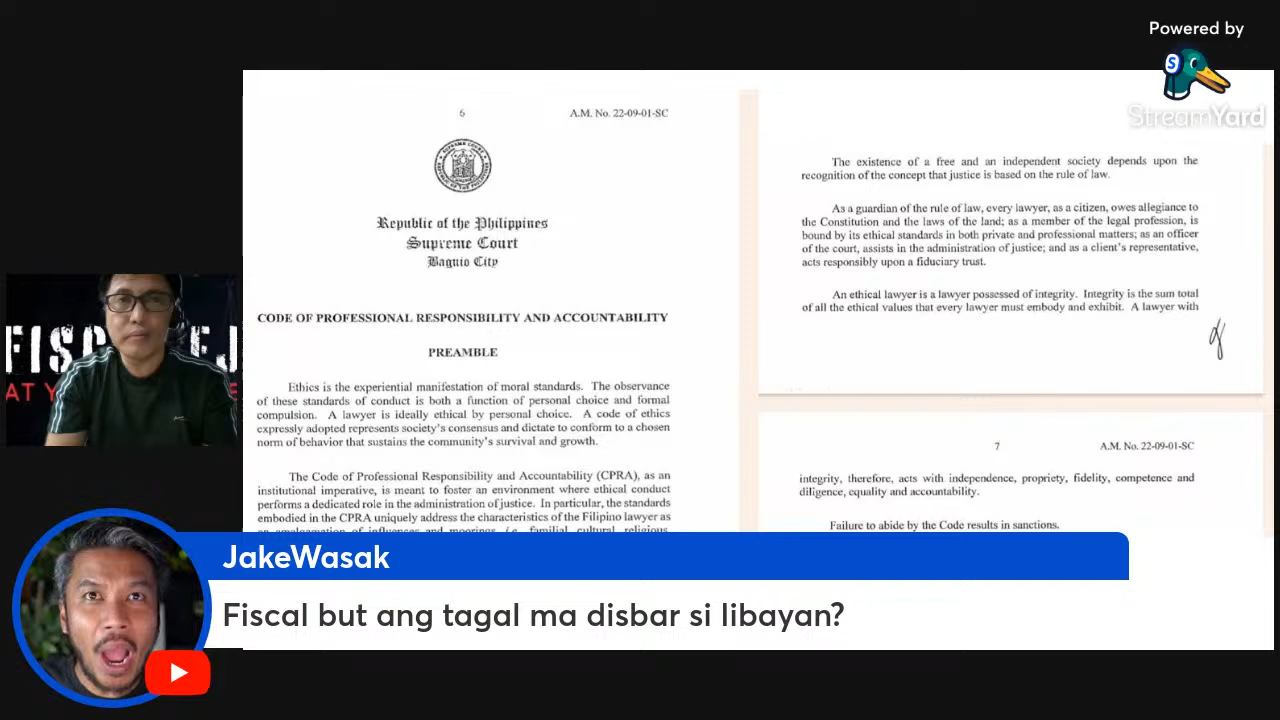 Powered by
StreamYard
6 A.M. No. 22-09-01-SC
Republic of the Philippines
Supreme Court
Baguio City
CODE OF PROFESSIONAL RESPONSIBILITY AND ACCOUNTABILITY
PREAMBLE
Ethics is the experiential manifestation of moral standards. The observance
of these standards of conduct is both a function of personal choice and formal
compulsion. A lawyer is ideally ethical by personal choice. A code of ethics
expressly adopted represents society's consensus and dictate to conform to a chosen
norm of behavior that sustains the community's survival and growth.
The Code of Professional Responsibility and Accountability (CPRA), as an
institutional imperative, is meant to foster an environment where ethical conduct
performs a dedicated role in the administration of justice. In particular, the standards
embodied in the CPRA uniquely address the characteristics of the Filipino lawyer as
an amalgamation of influences and moorings, i.e. familial, cultural, religious,
The existence of a free and an independent society depends upon the
recognition of the concept that justice is based on the rule of law.
As a guardian of the rule of law, every lawyer, as a citizen, owes allegiance to
the Constitution and the laws of the land; as a member of the legal profession, is
bound by its ethical standards in both private and professional matters; as an officer
of the court, assists in the administration of justice; and as a client's representative,
acts responsibly upon a fiduciary trust.
An ethical lawyer is a lawyer possessed of integrity. Integrity is the sum total
of all the ethical values that every lawyer must embody and exhibit. A lawyer with
7 A.M. No. 22-09-01-SC
integrity, therefore, acts with independence, propriety, fidelity, competence and
diligence, equality and accountability.
Failure to abide by the Code results in sanctions.
JakeWasak
Fiscal but ang tagal ma disbar si libayan?